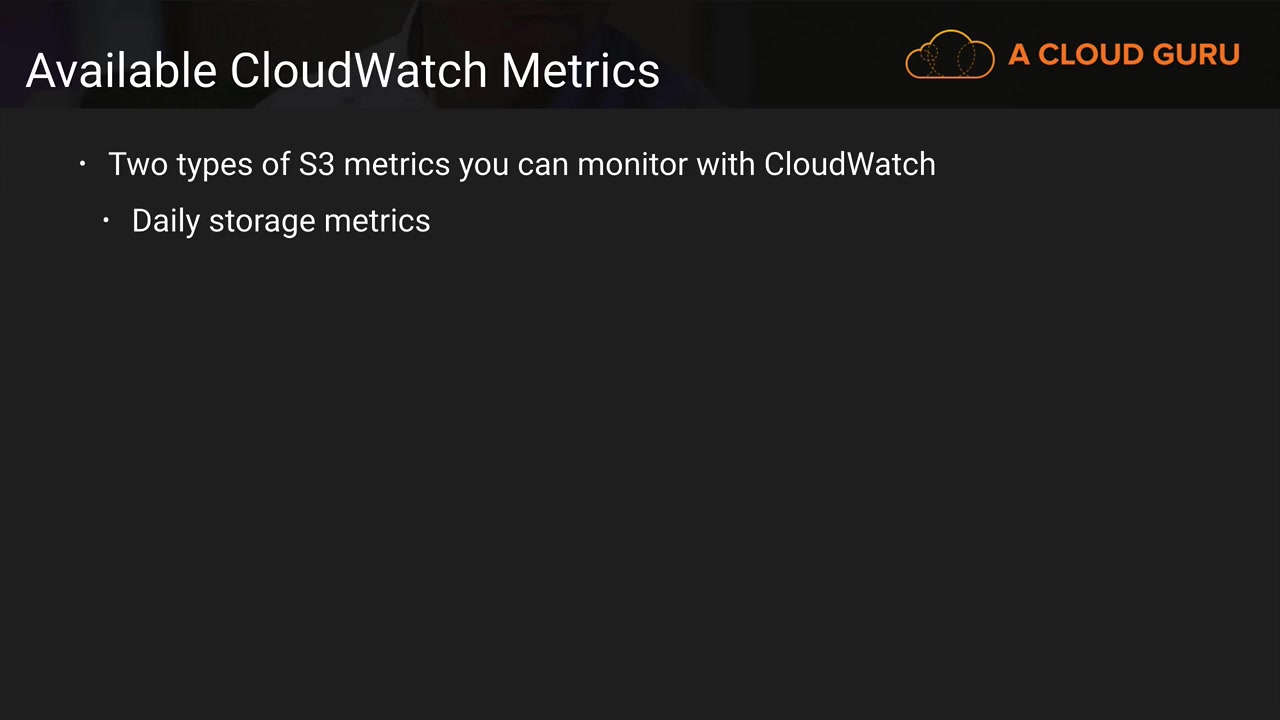 Available CloudWatch Metrics
A CLOUD GURU
• Two types of S3 metrics you can monitor with CloudWatch
• Daily storage metrics